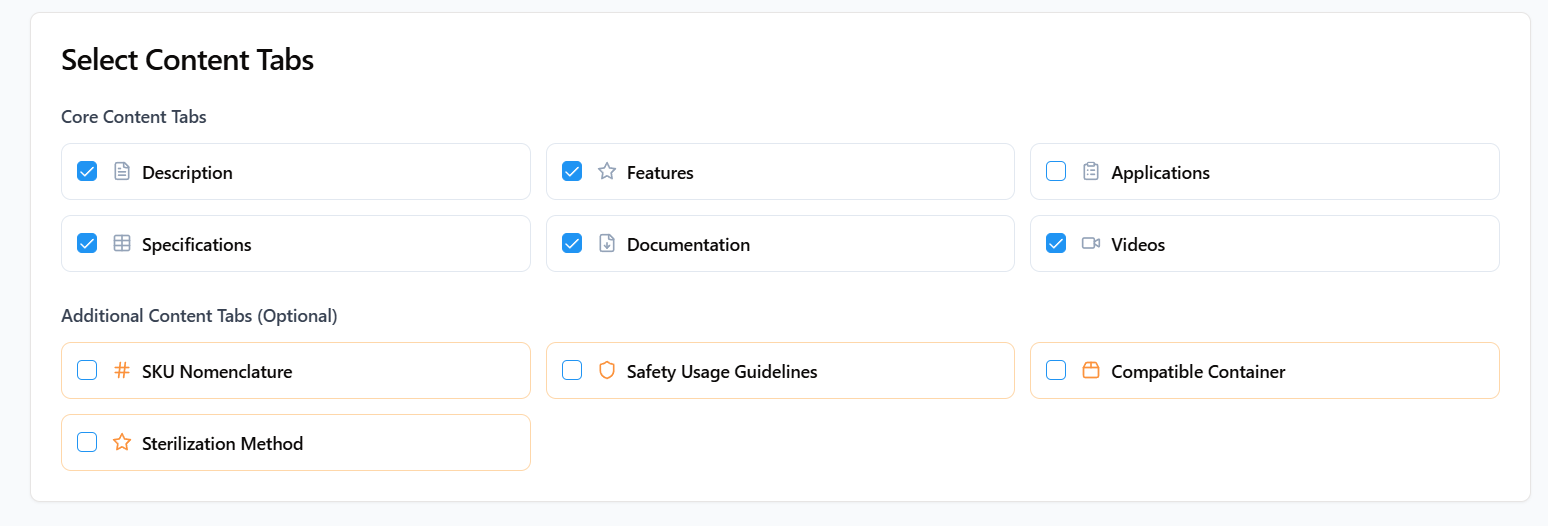 Select Content Tabs
Core Content Tabs
Description
Features
Applications
Specifications
Documentation
Videos
Additional Content Tabs (Optional)
SKU Nomenclature
Safety Usage Guidelines
Compatible Container
Sterilization Method